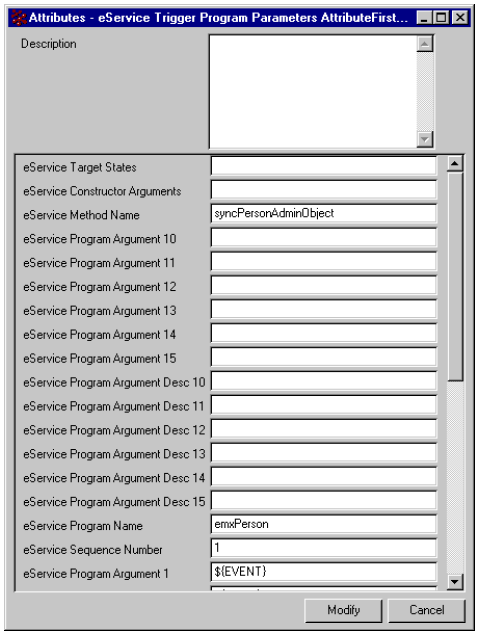 Attributes - eService Trigger Program Parameters AttributeFirst...
Description
eService Target States
eService Constructor Arguments
eService Method Name syncPersonAdminObject
eService Program Argument 10
eService Program Argument 11
eService Program Argument 12
eService Program Argument 13
eService Program Argument 14
eService Program Argument 15
eService Program Argument Desc 10
eService Program Argument Desc 11
eService Program Argument Desc 12
eService Program Argument Desc 13
eService Program Argument Desc 14
eService Program Argument Desc 15
eService Program Name emxPerson
eService Sequence Number 1
eService Program Argument 1 ${EVENT}
Modify Cancel